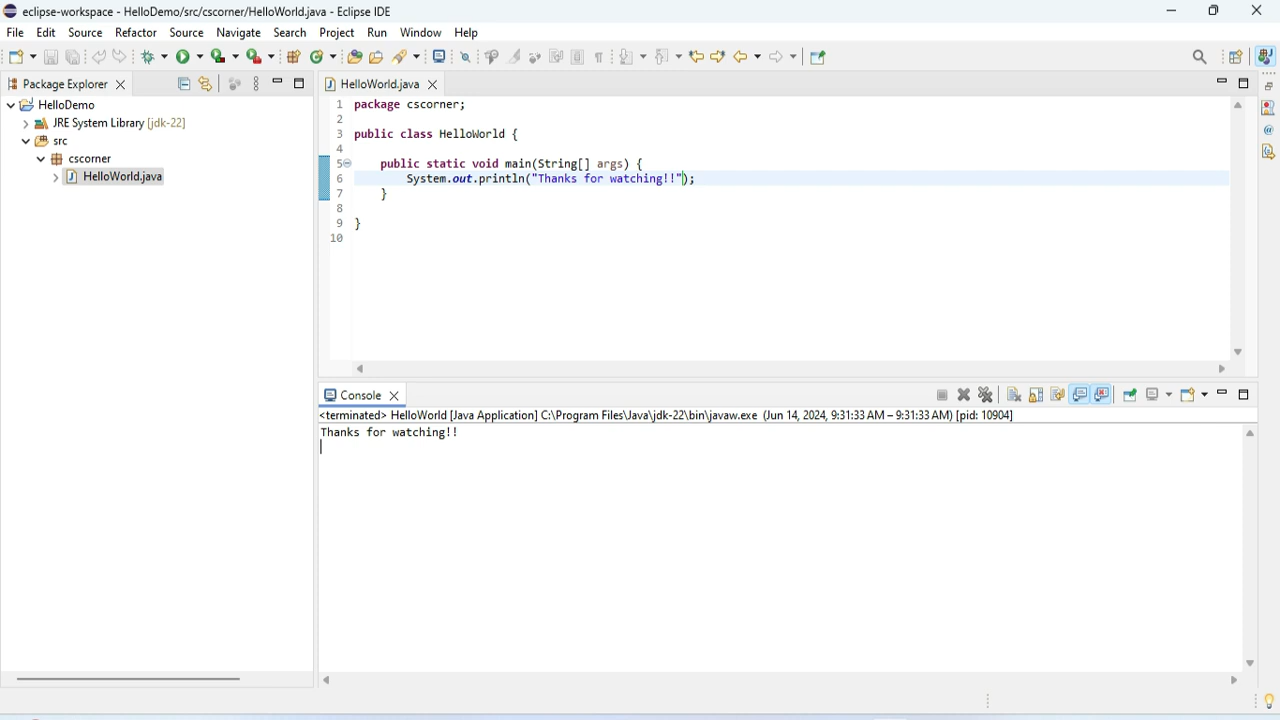 eclipse-workspace - HelloDemo/src/cscorner/HelloWorld.java - Eclipse IDE
File Edit Source Refactor Source Navigate Search Project Run Window Help
Package Explorer
HelloDemo
JRE System Library [jdk-22]
src
cscorner
HelloWorld.java
HelloWorld.java
1 package cscorner;
2
3 public class HelloWorld {
4
5 public static void main(String[] args) {
6 System.out.println("Thanks for watching!!");
7 }
8
9 }
10
Console
<terminated> HelloWorld [Java Application] C:\Program Files\Java\jdk-22\bin\javaw.exe (Jun 14, 2024, 9:31:33 AM – 9:31:33 AM) [pid: 10904]
Thanks for watching!!